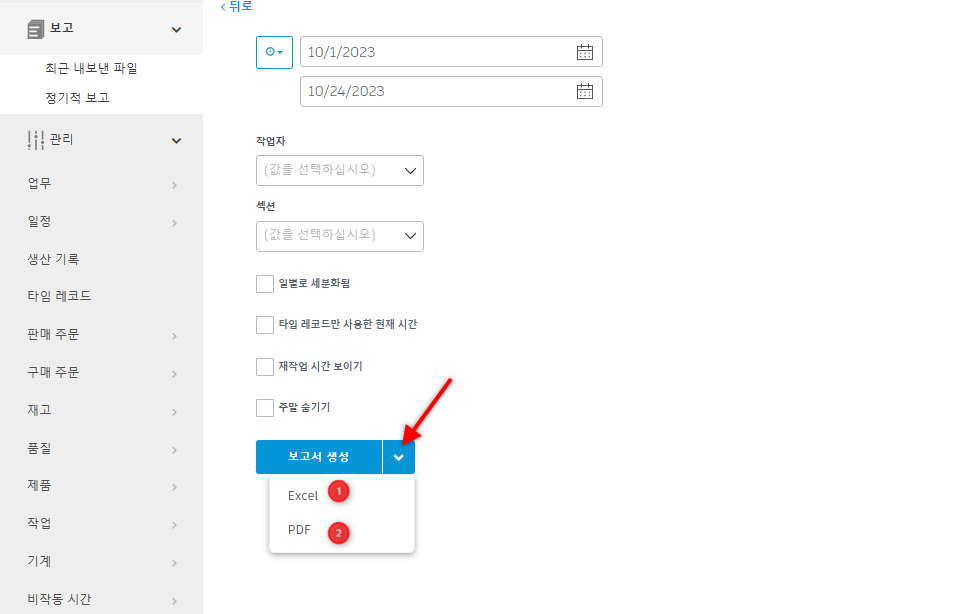 보고
최근 내보낸 파일
정기적 보고
관리
업무
일정
생산 기록
타임 레코드
판매 주문
구매 주문
재고
품질
제품
작업
기계
비작동 시간
뒤로
10/1/2023
10/24/2023
작업자
(값을 선택하십시오)
섹션
(값을 선택하십시오)
일별로 세분화됨
타임 레코드만 사용한 현재 시간
재작업 시간 보이기
주말 숨기기
보고서 생성
Excel 1
PDF 2